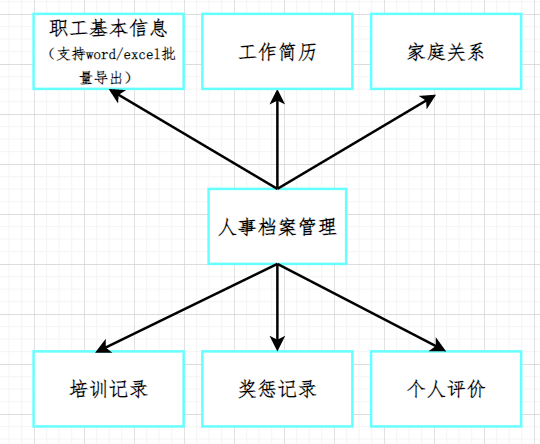 职工基本信息
（支持word/excel批
量导出）
工作简历
家庭关系
人事档案管理
培训记录
奖惩记录
个人评价